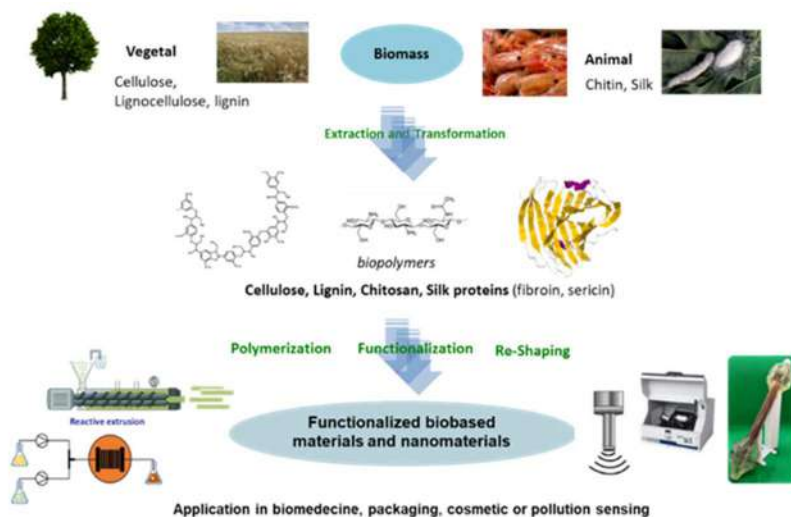 Vegetal
Cellulose,
Lignocellulose, lignin
Biomass
Animal
Chitin, Silk
Extraction and Transformation
biopolymers
Cellulose, Lignin, Chitosan, Silk proteins (fibroin, sericin)
Polymerization Functionalization Re-Shaping
Reactive extrusion
Functionalized biobased
materials and nanomaterials
Application in biomedecine, packaging, cosmetic or pollution sensing